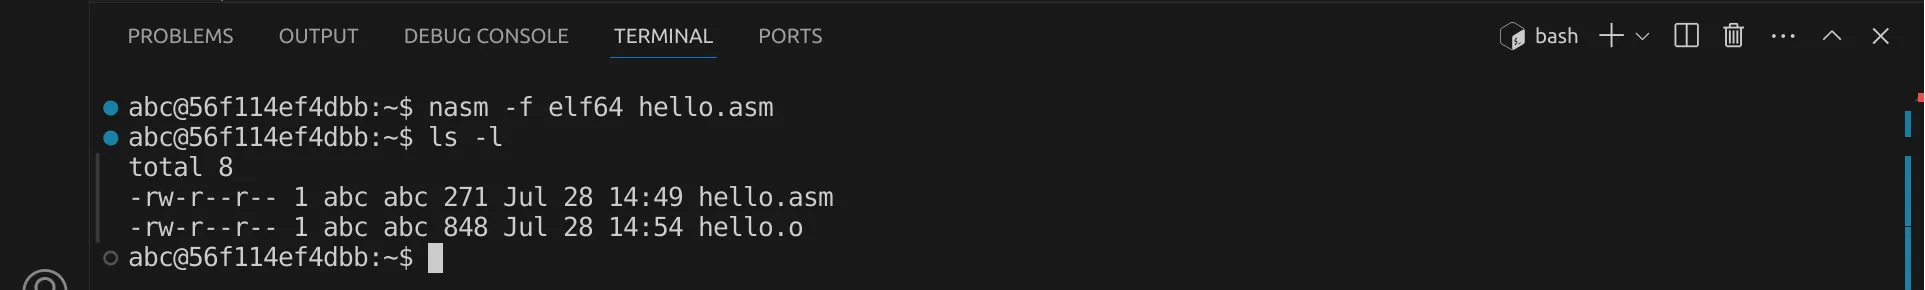 PROBLEMS OUTPUT DEBUG CONSOLE TERMINAL PORTS bash
abc@56f114ef4dbb:~$ nasm -f elf64 hello.asm
abc@56f114ef4dbb:~$ ls -l
total 8
-rw-r--r-- 1 abc abc 271 Jul 28 14:49 hello.asm
-rw-r--r-- 1 abc abc 848 Jul 28 14:54 hello.o
abc@56f114ef4dbb:~$